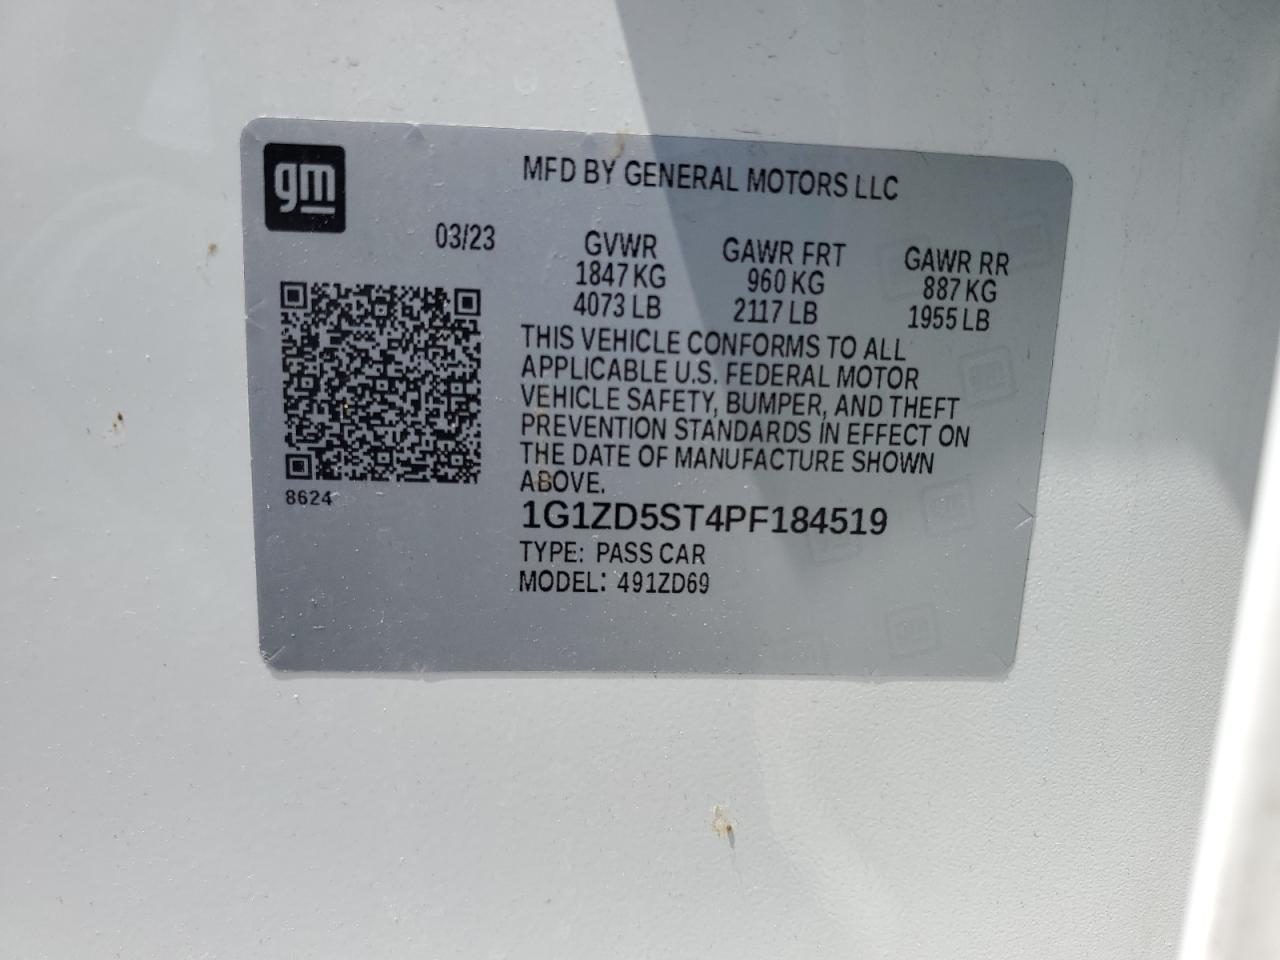 gm
MFD BY GENERAL MOTORS LLC
03/23
GVWR GAWR FRT GAWR RR
1847 KG 960 KG 887 KG
4073 LB 2117 LB 1955 LB
THIS VEHICLE CONFORMS TO ALL
APPLICABLE U.S. FEDERAL MOTOR
VEHICLE SAFETY, BUMPER, AND THEFT
PREVENTION STANDARDS IN EFFECT ON
THE DATE OF MANUFACTURE SHOWN
ABOVE.
8624
1G1ZD5ST4PF184519
TYPE: PASS CAR
MODEL: 491ZD69